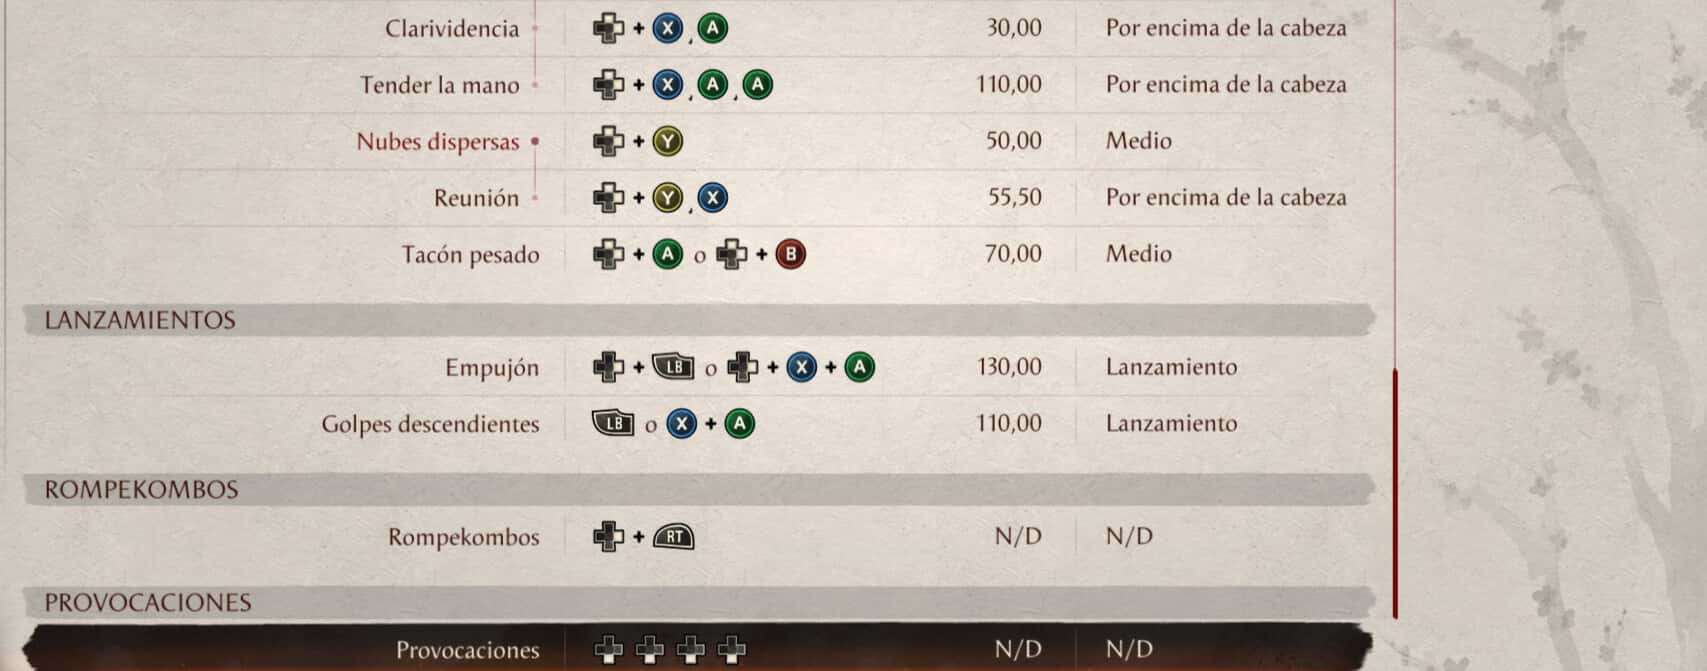 Clarividencia + X, A 30,00 Por encima de la cabeza
Tender la mano + X, A, A 110,00 Por encima de la cabeza
Nubes dispersas + Y 50,00 Medio
Reunión + Y, X 55,50 Por encima de la cabeza
Tacón pesado + A o + B 70,00 Medio
LANZAMIENTOS
Empujón + LB o + X + A 130,00 Lanzamiento
Golpes descendientes LB o X + A 110,00 Lanzamiento
ROMPEKOMBOS
Rompekombos + RT N/D N/D
PROVOCACIONES
Provocaciones N/D N/D